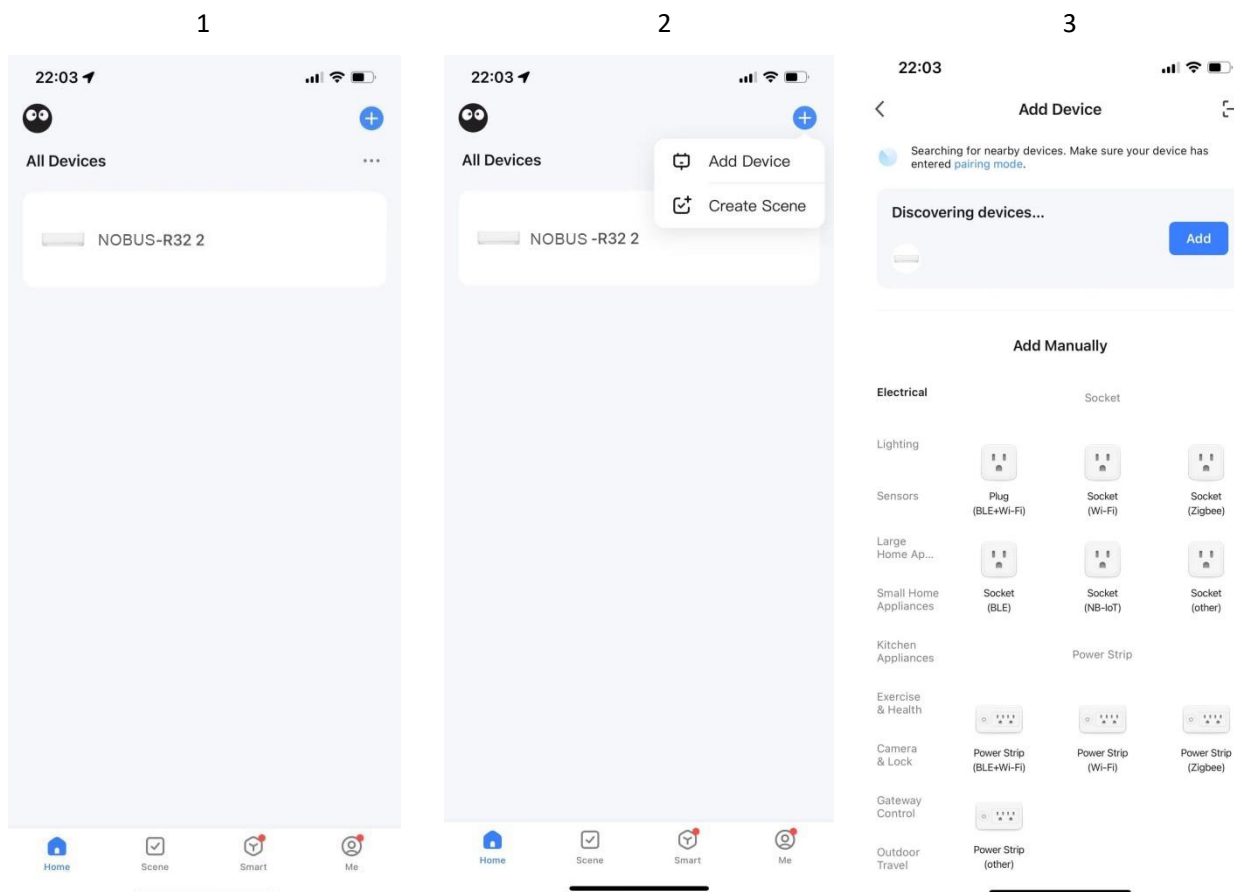 1
2
3
22:03
All Devices
NOBUS-R32 2
Home
Scene
Smart
Me
22:03
All Devices
Add Device
Create Scene
NOBUS -R32 2
Home
Scene
Smart
Me
22:03
Add Device
Searching for nearby devices. Make sure your device has
entered pairing mode.
Discovering devices...
Add
Add Manually
Electrical
Lighting
Sensors
Large
Home Ap...
Small Home
Appliances
Kitchen
Appliances
Exercise
& Health
Camera
& Lock
Gateway
Control
Outdoor
Travel
Socket
Plug
(BLE+Wi-Fi)
Socket
(Wi-Fi)
Socket
(Zigbee)
Socket
(BLE)
Socket
(NB-IoT)
Socket
(other)
Power Strip
Power Strip
(BLE+Wi-Fi)
Power Strip
(Wi-Fi)
Power Strip
(Zigbee)
Power Strip
(other)